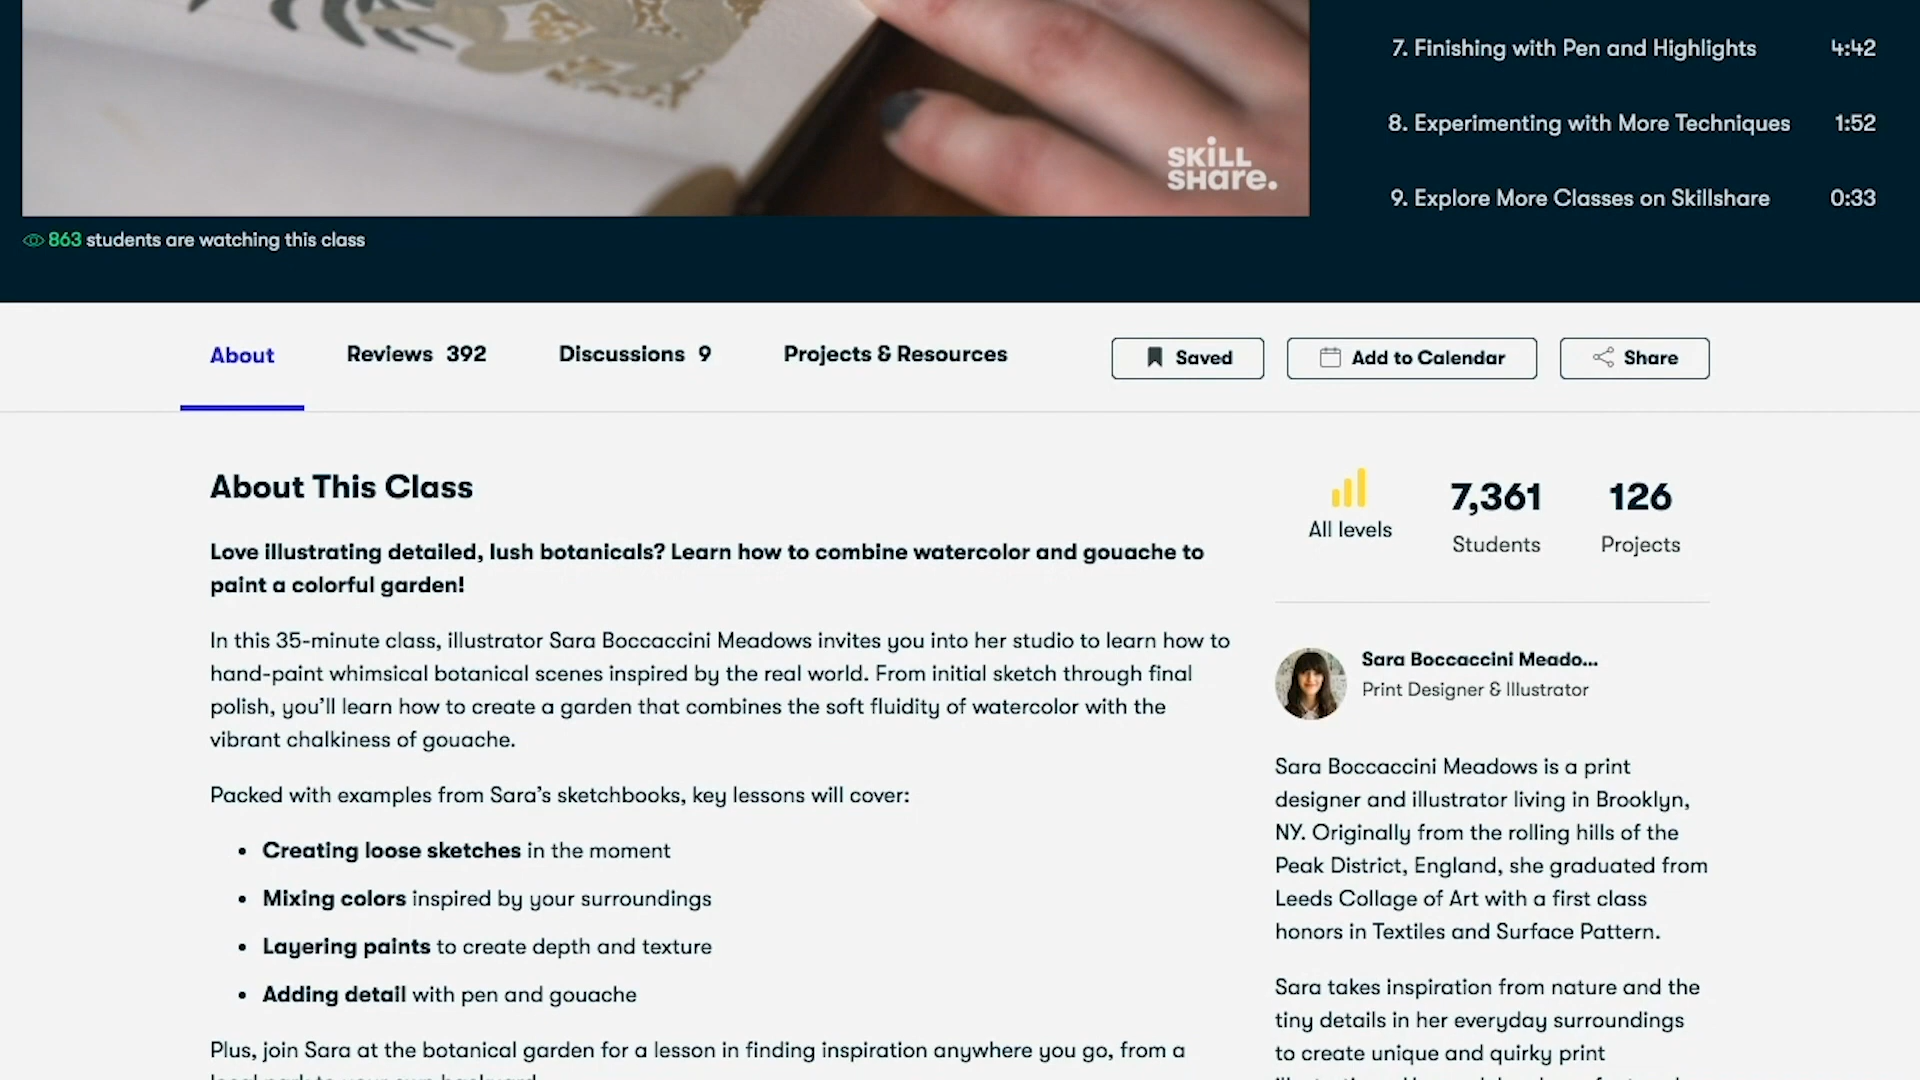 7. Finishing with Pen and Highlights 4:42
8. Experimenting with More Techniques 1:52
9. Explore More Classes on Skillshare 0:33
SKiLL
SHare.
863 students are watching this class
About Reviews 392 Discussions 9 Projects & Resources Saved Add to Calendar Share
About This Class
Love illustrating detailed, lush botanicals? Learn how to combine watercolor and gouache to
paint a colorful garden!
In this 35-minute class, illustrator Sara Boccaccini Meadows invites you into her studio to learn how to
hand-paint whimsical botanical scenes inspired by the real world. From initial sketch through final
polish, you’ll learn how to create a garden that combines the soft fluidity of watercolor with the
vibrant chalkiness of gouache.
Packed with examples from Sara’s sketchbooks, key lessons will cover:
• Creating loose sketches in the moment
• Mixing colors inspired by your surroundings
• Layering paints to create depth and texture
• Adding detail with pen and gouache
Plus, join Sara at the botanical garden for a lesson in finding inspiration anywhere you go, from a
All levels
7,361
Students
126
Projects
Sara Boccaccini Meado...
Print Designer & Illustrator
Sara Boccaccini Meadows is a print
designer and illustrator living in Brooklyn,
NY. Originally from the rolling hills of the
Peak District, England, she graduated from
Leeds Collage of Art with a first class
honors in Textiles and Surface Pattern.
Sara takes inspiration from nature and the
tiny details in her everyday surroundings
to create unique and quirky print